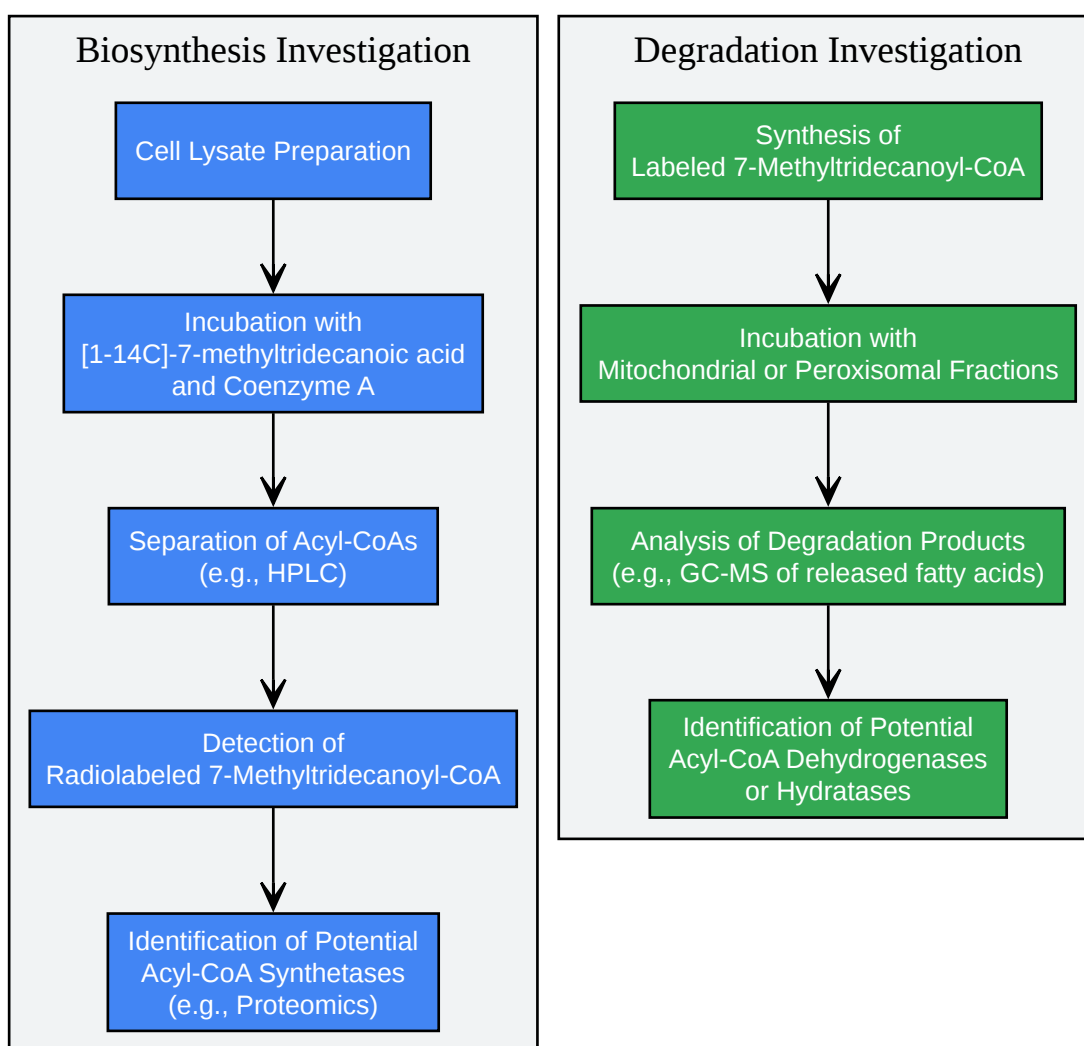 Biosynthesis Investigation
Cell Lysate Preparation
Incubation with
[1-14C]-7-methyltridecanoic acid
and Coenzyme A
Separation of Acyl-CoAs
(e.g., HPLC)
Detection of
Radiolabeled 7-Methyltridecanoyl-CoA
Identification of Potential
Acyl-CoA Synthetases
(e.g., Proteomics)
Degradation Investigation
Synthesis of
Labeled 7-Methyltridecanoyl-CoA
Incubation with
Mitochondrial or Peroxisomal Fractions
Analysis of Degradation Products
(e.g., GC-MS of released fatty acids)
Identification of Potential
Acyl-CoA Dehydrogenases
or Hydratases